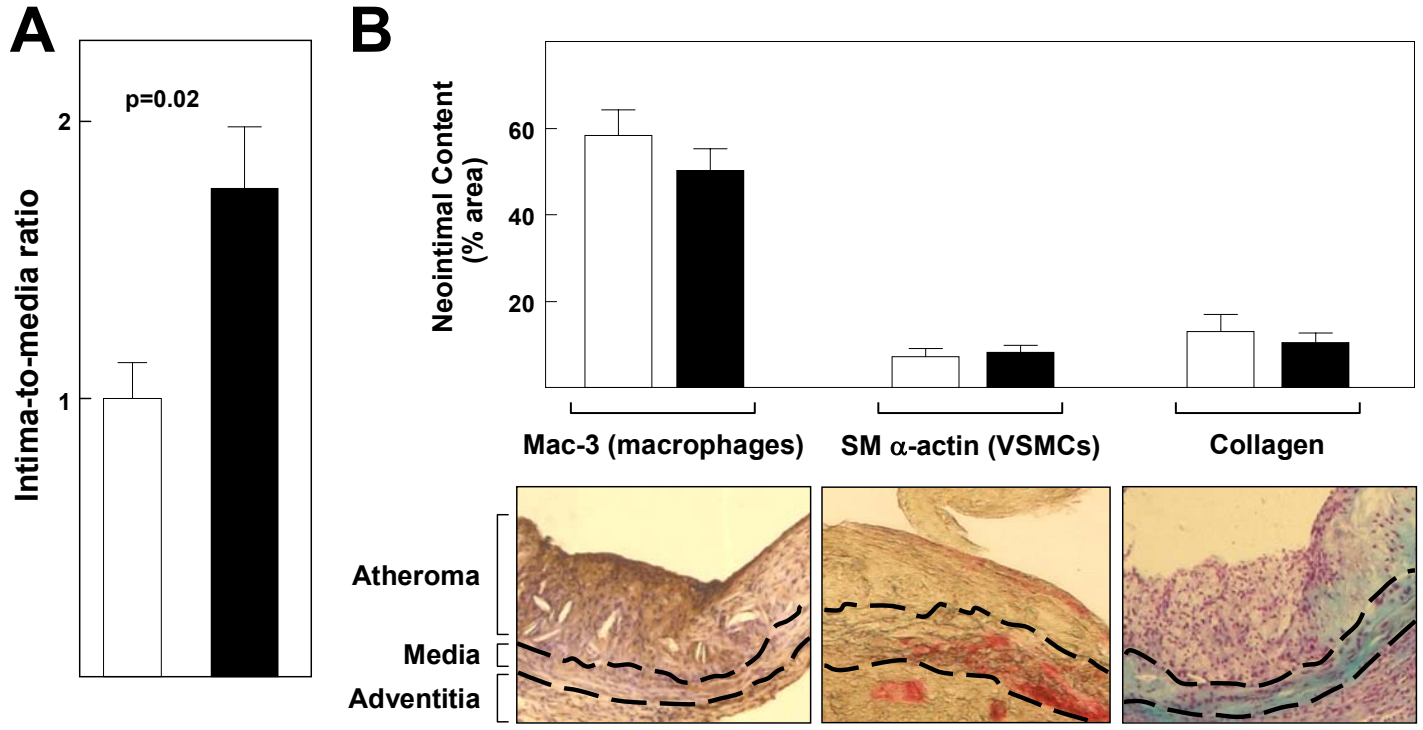 A
p=0.02
2
1
Intima-to-media ratio
B
Neointimal Content
(% area)
60
40
20
Mac-3 (macrophages)
SM α-actin (VSMCs)
Collagen
Atheroma
Media
Adventitia